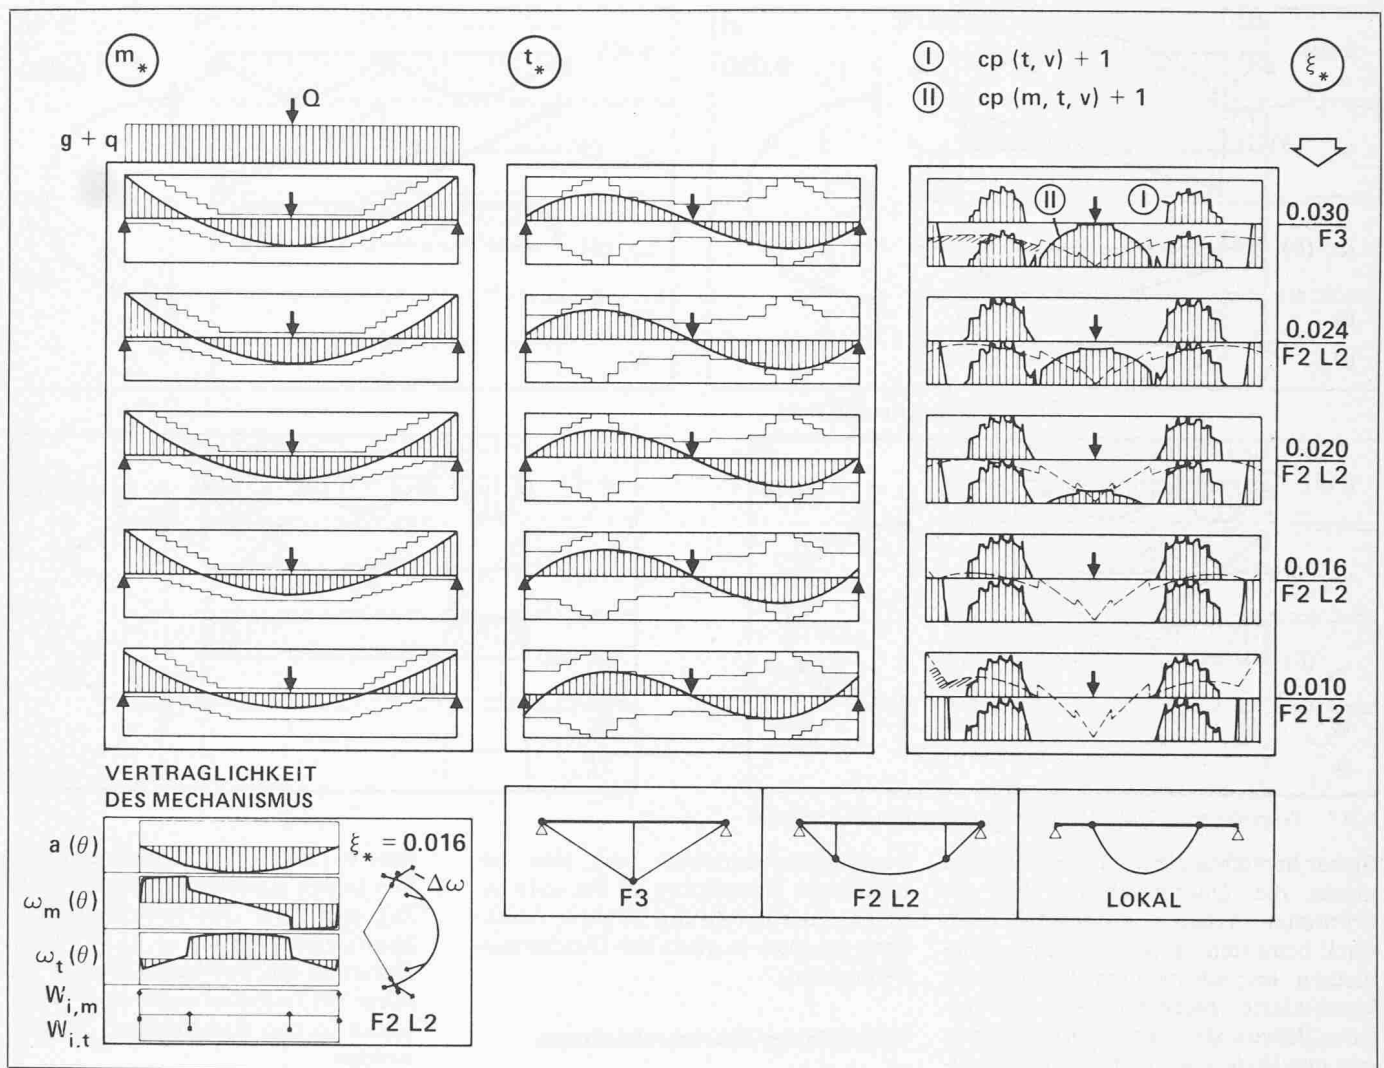 m*
t*
I cp (t, v) + 1
II cp (m, t, v) + 1
ξ*
Q
g + q
II
I
0.030
F3
0.024
F2 L2
0.020
F2 L2
0.016
F2 L2
0.010
F2 L2
VERTRAGLICHKEIT
DES MECHANISMUS
a (θ)
ξ* = 0.016
Δω
ωm (θ)
ωt (θ)
Wi,m
Wi.t
F2 L2
F3
F2 L2
LOKAL